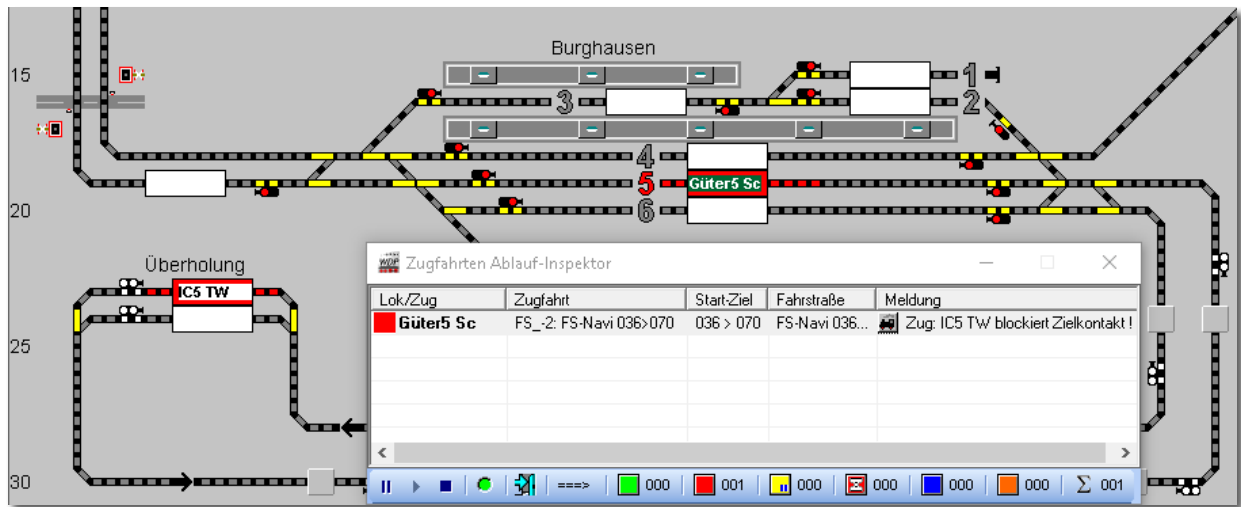 Burghausen
15
1
3
2
4
5
Güter5 Sc
20
6
Überholung
IC5 TW
WDP
Zugfahrten Ablauf-Inspektor
Lok/Zug Zugfahrt Start-Ziel Fahrstraße Meldung
Güter5 Sc FS_-2: FS-Navi 036>070 036 > 070 FS-Navi 036... Zug: IC5 TW blockiert Zielkontakt !
25
30
===> 000 001 000 000 000 000 Σ 001